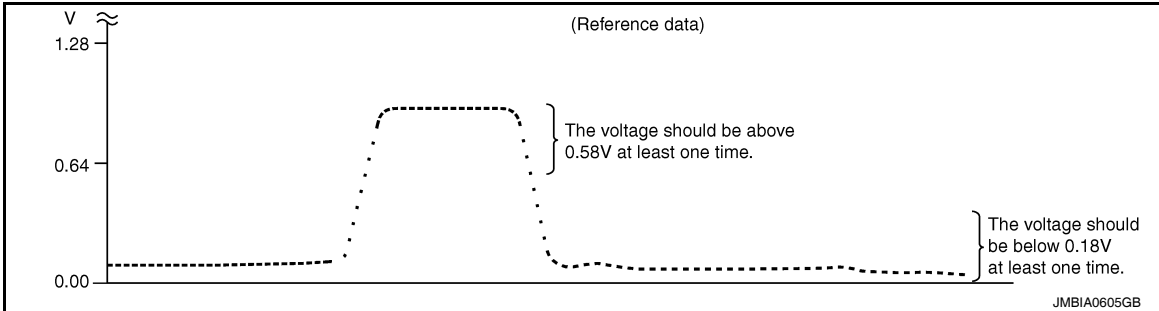 V
(Reference data)
1.28
The voltage should be above
0.58V at least one time.
0.64
The voltage should
be below 0.18V
at least one time.
0.00
JMBIA0605GB